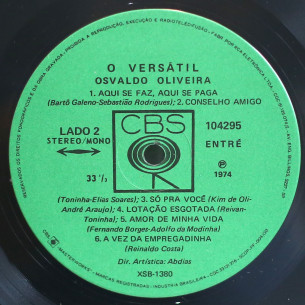 O VERSÁTIL
OSVALDO OLIVEIRA
1. AQUI SE FAZ, AQUI SE PAGA
(Bartô Galeno-Sebastião Rodrigues) 2. CONSELHO AMIGO
LADO 2
STEREO/MONO
CBS
104295
ENTRÉ
33 1/3
℗
1974
(Toninha-Elias Soares) 3. SÓ PRA VOCÊ (Kim de Oli-
André Araujo) 4. LOTAÇÃO ESGOTADA (Reivan-
Toninha) 5. AMOR DE MINHA VIDA
(Fernando Borges-Adolfo da Modinha)
6. A VEZ DA EMPREGADINHA
(Reinaldo Costa)
Dir. Artística: Abdias
XSB-1380